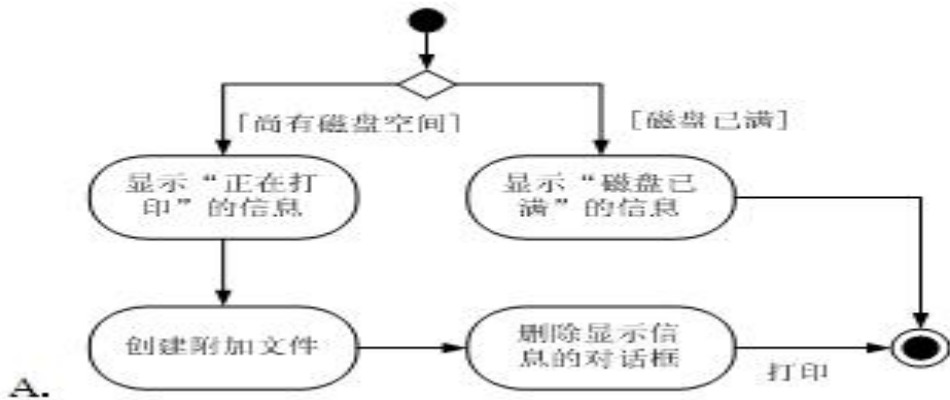 [尚有磁盘空间]
[磁盘已满]
显示“正在打
印”的信息
显示“磁盘已
满”的信息
创建附加文件
删除显示信
息的对话框
打印
A.